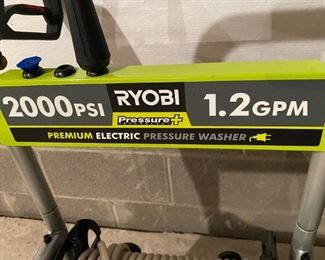 2000PSI RYOBI 1.2GPM
Pressure+
PREMIUM ELECTRIC PRESSURE WASHER